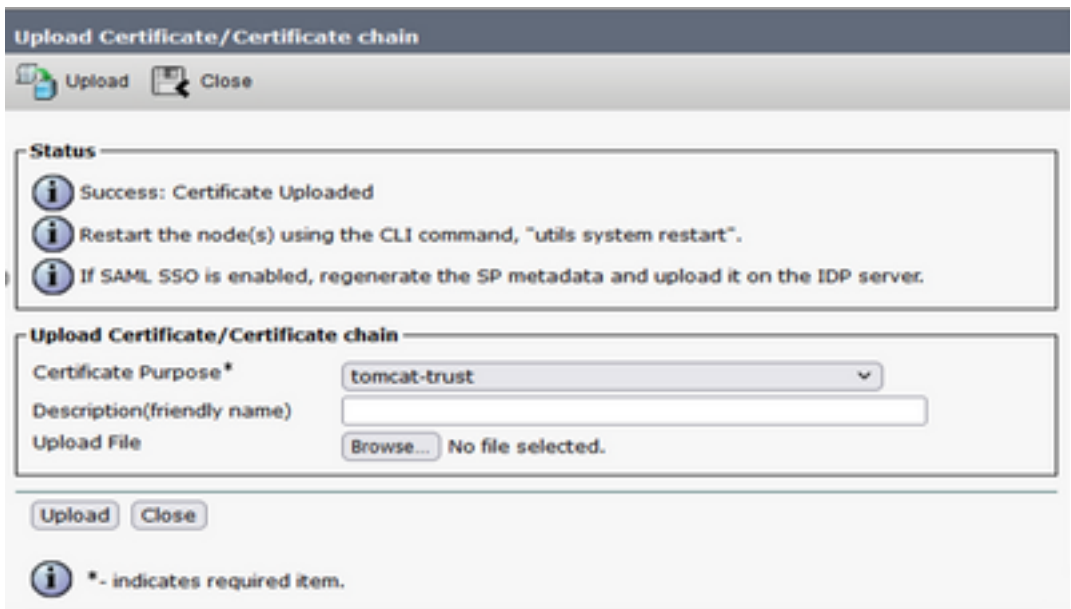 Upload Certificate/Certificate chain
Upload Close
Status
Success: Certificate Uploaded
Restart the node(s) using the CLI command, "utils system restart".
If SAML SSO is enabled, regenerate the SP metadata and upload it on the IDP server.
Upload Certificate/Certificate chain
Certificate Purpose* tomcat-trust
Description(friendly name)
Upload File Browse... No file selected.
Upload Close
*- indicates required item.